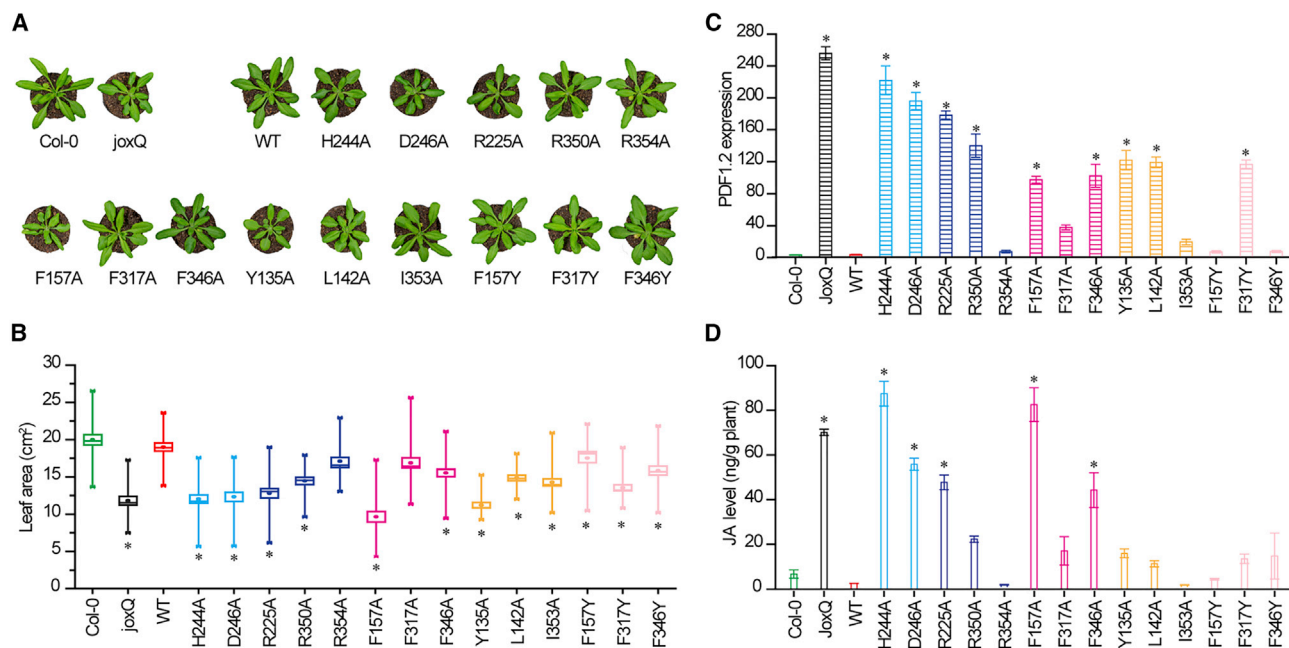 A
Col-0 joxQ WT H244A D246A R225A R350A R354A
F157A F317A F346A Y135A L142A I353A F157Y F317Y F346Y
B
Leaf area (cm²)
30
25
20
15
10
5
0
* * * * * * * * * * * *
Col-0 joxQ WT H244A D246A R225A R350A R354A F157A F317A F346A Y135A L142A I353A F157Y F317Y F346Y
C
PDF1.2 expression
280
240
200
160
120
80
40
0
* * * * * * * * * *
Col-0 JoxQ WT H244A D246A R225A R350A R354A F157A F317A F346A Y135A L142A I353A F157Y F317Y F346Y
D
JA level (ng/g plant)
100
80
60
40
20
0
* * * * * *
Col-0 JoxQ WT H244A D246A R225A R350A R354A F157A F317A F346A Y135A L142A I353A F157Y F317Y F346Y